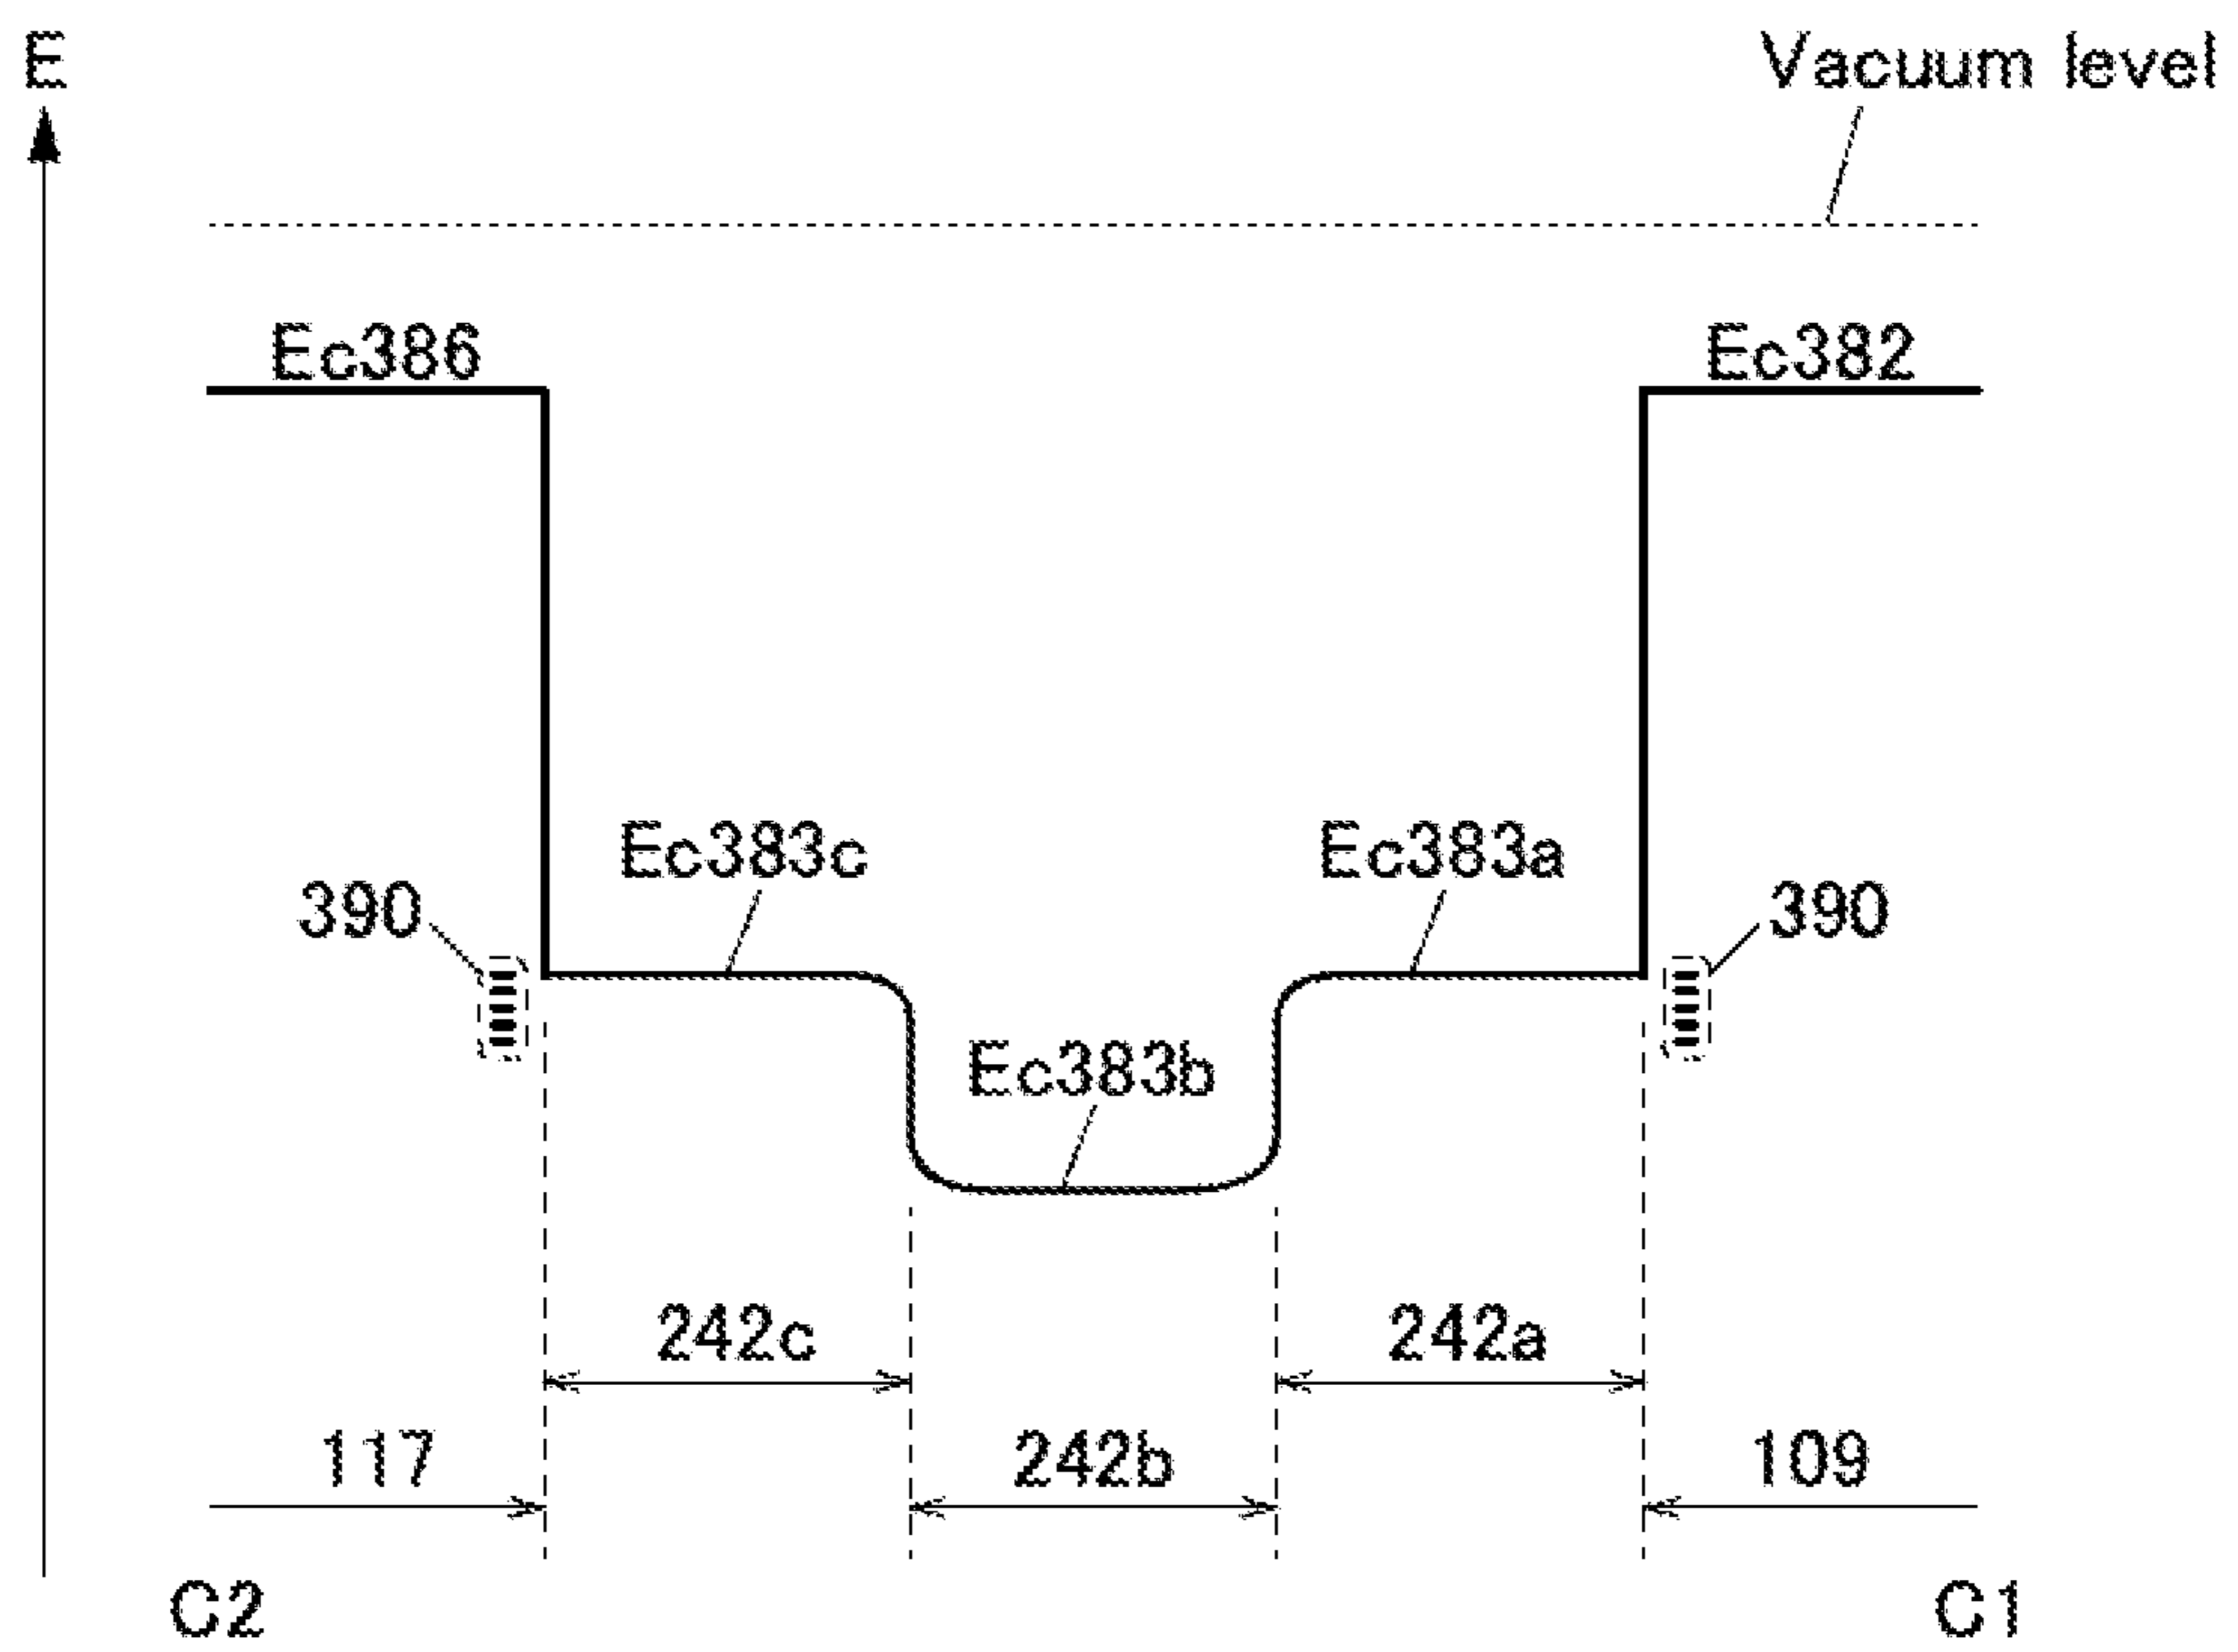 E
Vacuum level
Ec386
Ec382
Ec383c
Ec383a
390
390
Ec383b
242c
242a
117
242b
109
C2
C1